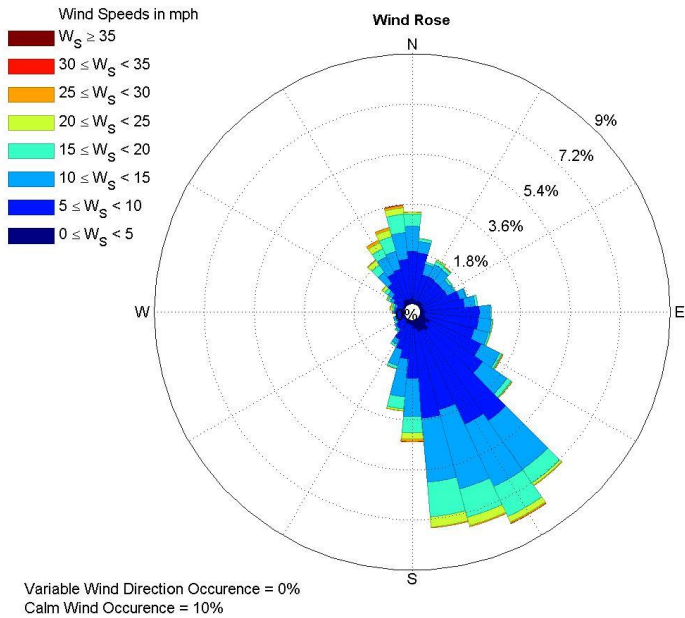 Wind Speeds in mph
W_S ≥ 35
30 ≤ W_S < 35
25 ≤ W_S < 30
20 ≤ W_S < 25
15 ≤ W_S < 20
10 ≤ W_S < 15
5 ≤ W_S < 10
0 ≤ W_S < 5
Wind Rose
N
9%
7.2%
5.4%
3.6%
1.8%
0%
W
E
S
Variable Wind Direction Occurence = 0%
Calm Wind Occurence = 10%